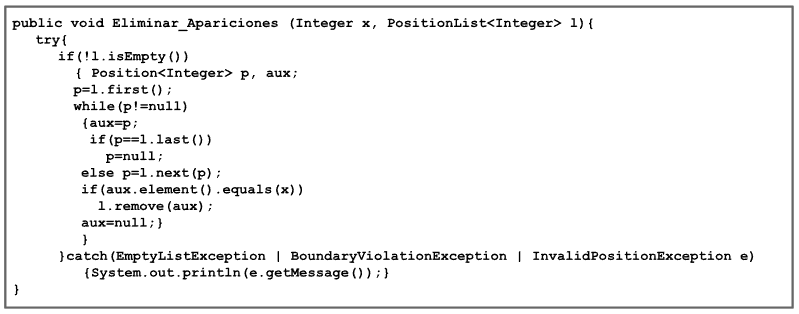 public void Eliminar_Apariciones (Integer x, PositionList<Integer> l){
try{
if(!l.isEmpty())
{ Position<Integer> p, aux;
p=l.first();
while(p!=null)
{aux=p;
if(p==l.last())
p=null;
else p=l.next(p);
if(aux.element().equals(x))
l.remove(aux);
aux=null;}
}
}catch(EmptyListException | BoundaryViolationException | InvalidPositionException e)
{System.out.println(e.getMessage());}
}